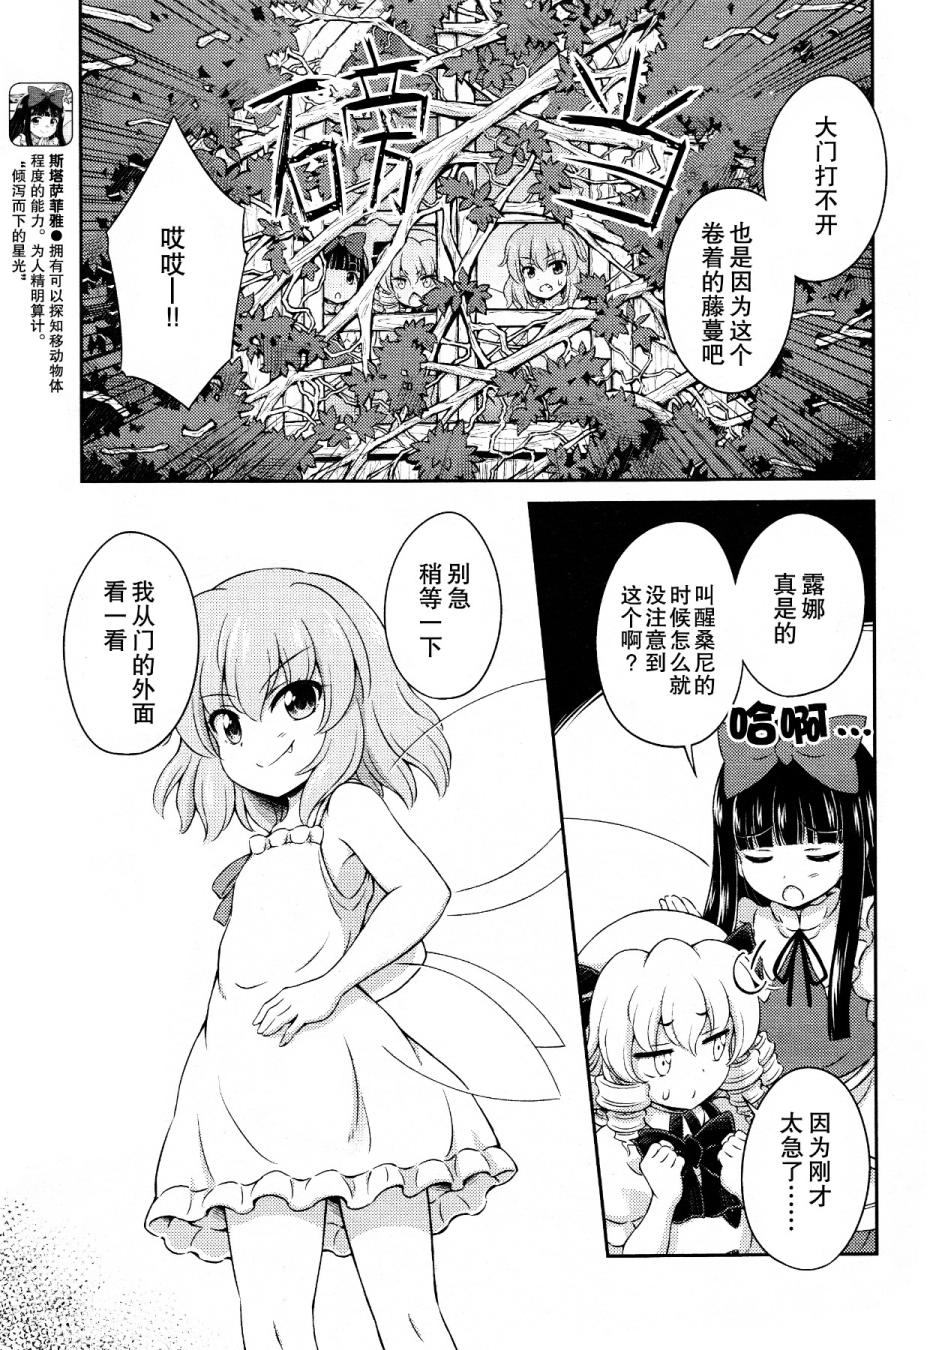 大门打不开
也是因为这个
卷着的藤蔓吧
当
啼
哎哎—!!
斯塔萨菲雅●拥有可以探知移动物体
程度的能力。为人精明算计。
“倾泻而下的星光”
露娜
真是的
叫醒桑尼的
时候怎么就
没注意到
这个啊？
哈啊…
因为刚才
太急了……
别急
稍等一下
我从门的外面
看一看